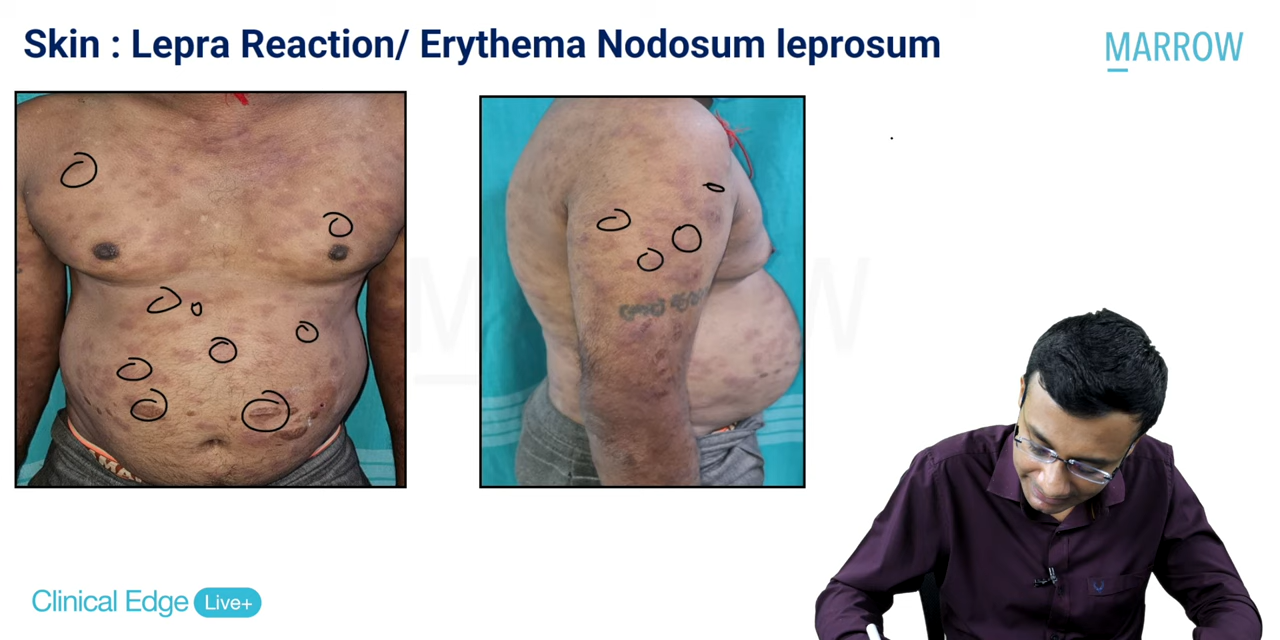 Skin : Lepra Reaction/ Erythema Nodosum leprosum
MARROW
Clinical Edge Live+